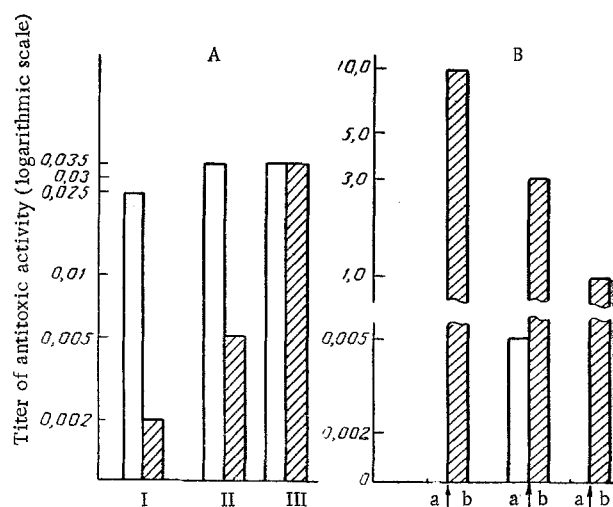 Titer of antitoxic activity (logarithmic scale)
A
0,035
0,03
0,025
0,01
0,005
0,002
I II III
B
10,0
5,0
3,0
1,0
0,005
0,002
0
a b a b a b